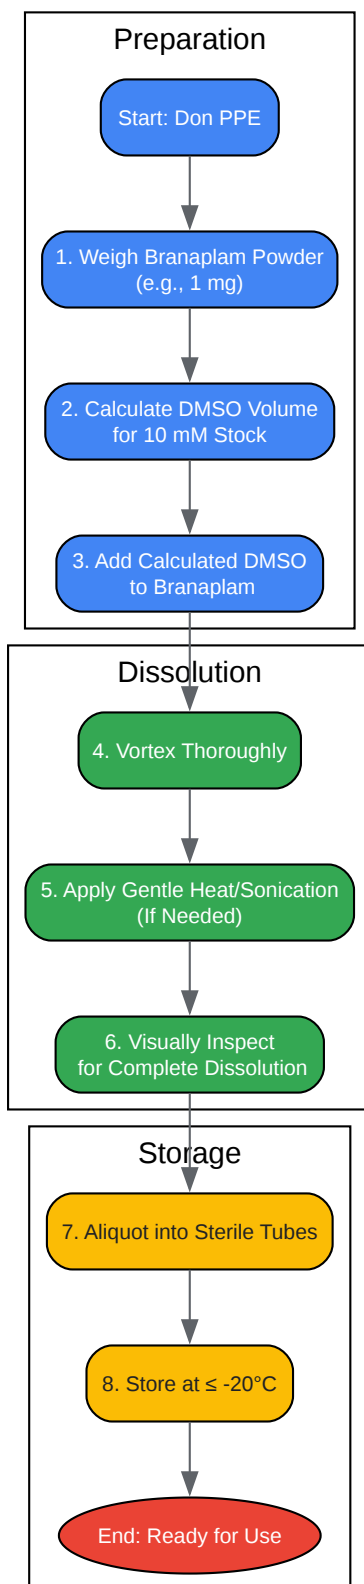 Preparation
Start: Don PPE
1. Weigh Branaplam Powder
(e.g., 1 mg)
2. Calculate DMSO Volume
for 10 mM Stock
3. Add Calculated DMSO
to Branaplam
Dissolution
4. Vortex Thoroughly
5. Apply Gentle Heat/Sonication
(If Needed)
6. Visually Inspect
for Complete Dissolution
Storage
7. Aliquot into Sterile Tubes
8. Store at ≤ -20°C
End: Ready for Use